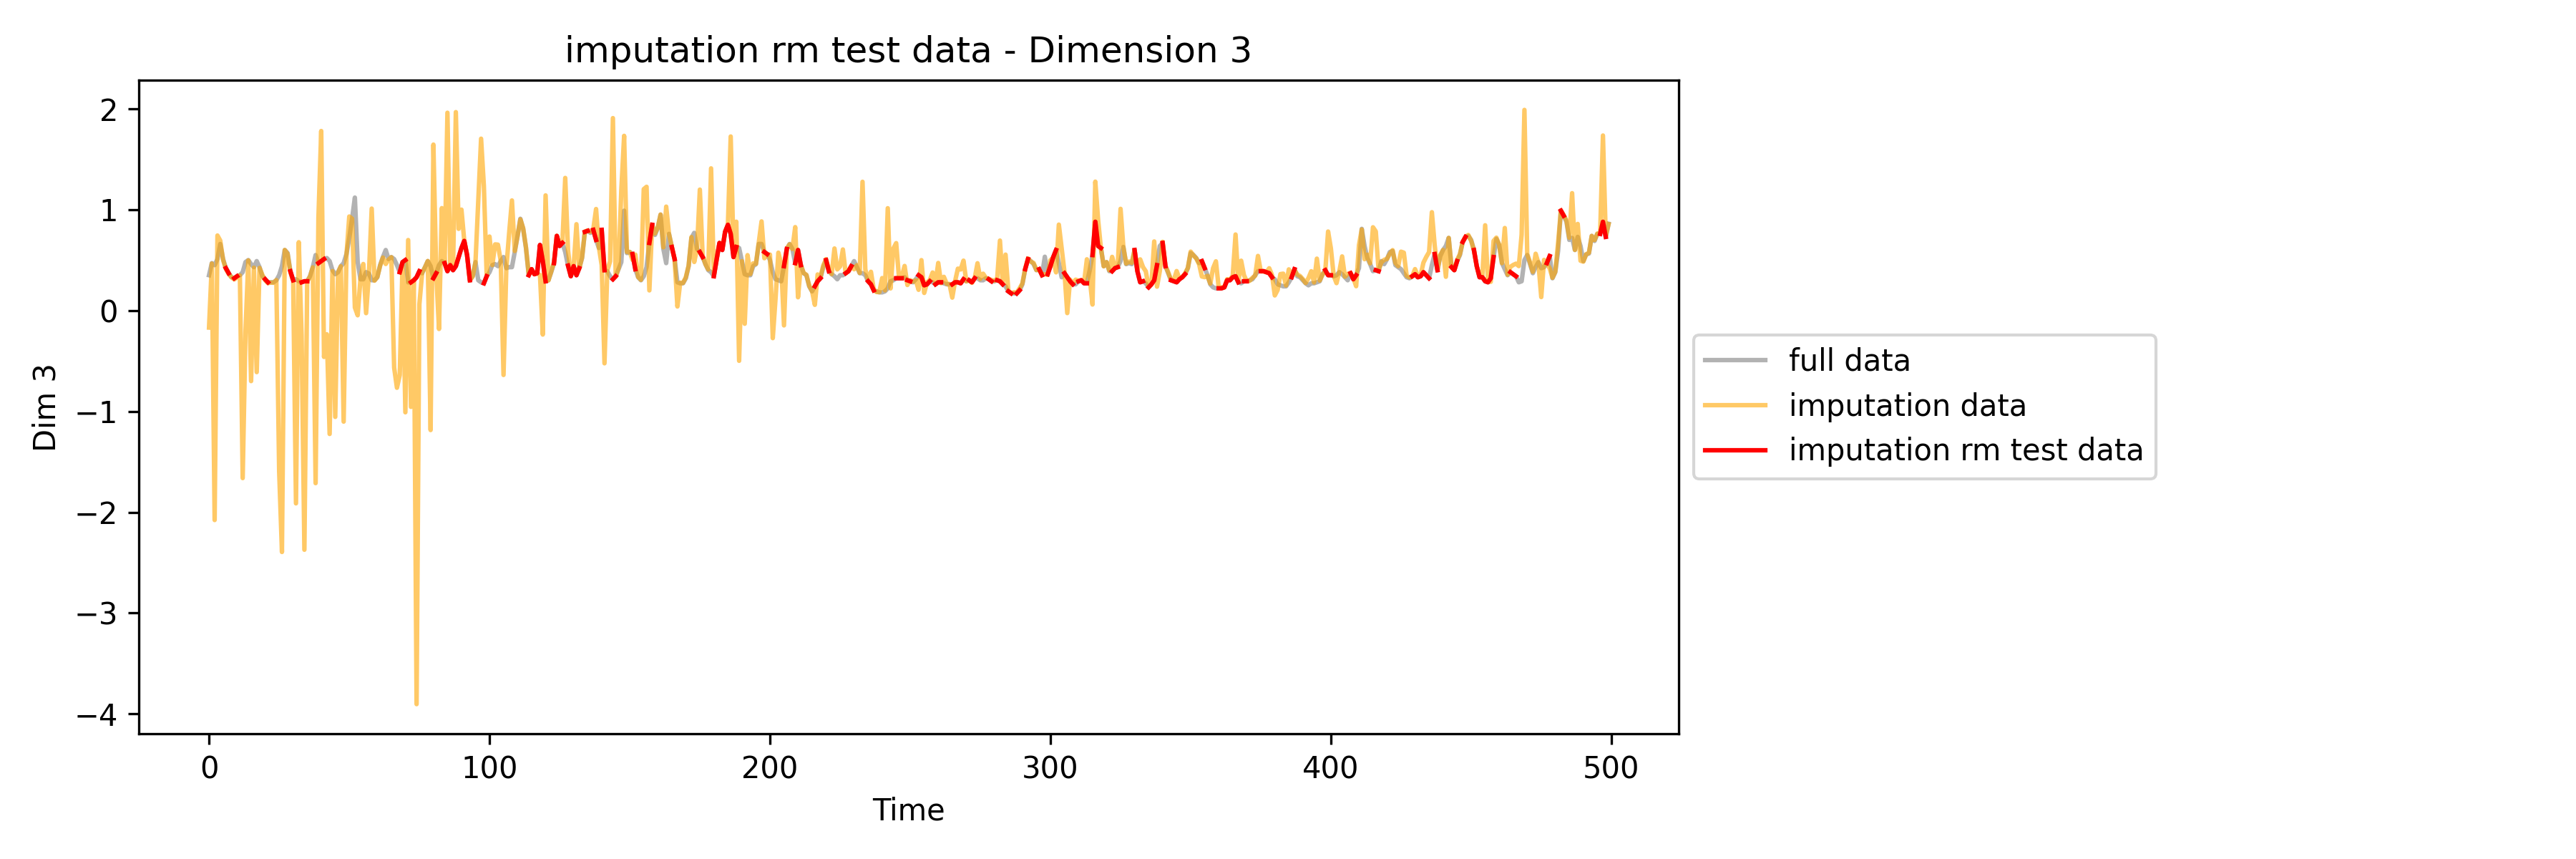 imputation rm test data - Dimension 3
2
1
0
−1
−2
−3
−4
Dim 3
0 100 200 300 400 500
Time
full data
imputation data
imputation rm test data